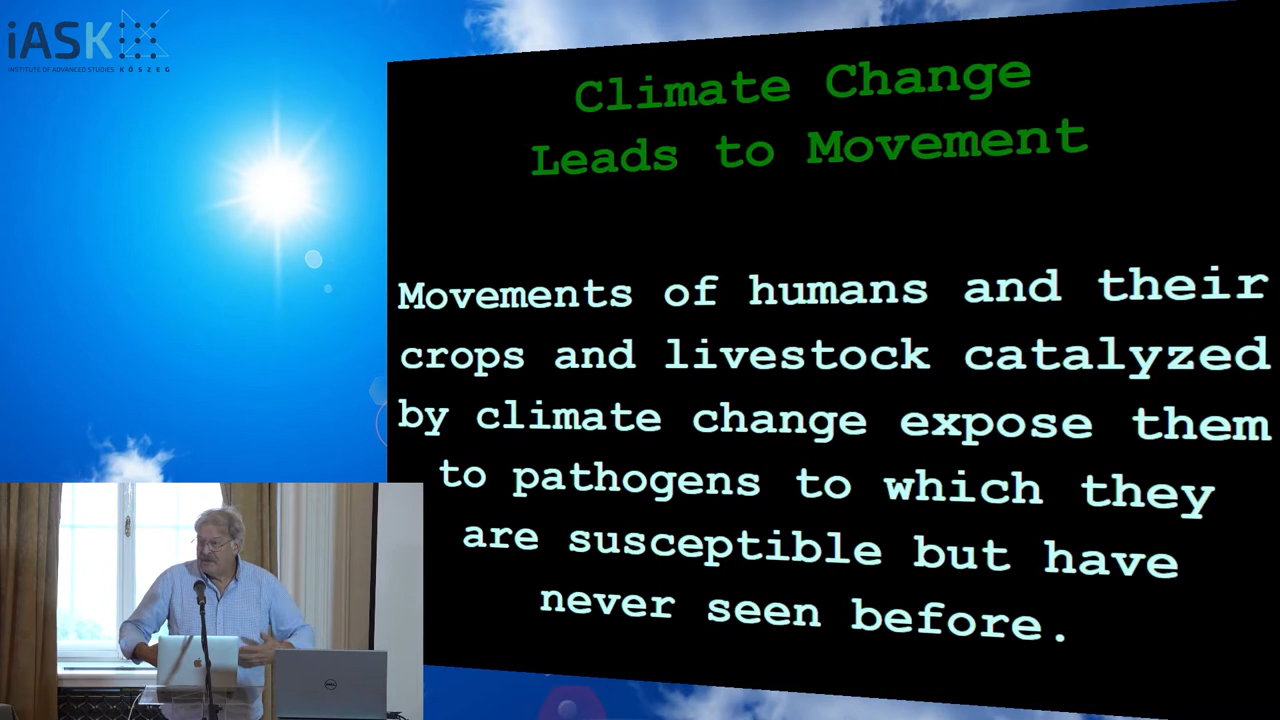 iASK
INSTITUTE OF ADVANCED STUDIES KŐSZEG
Climate Change
Leads to Movement
Movements of humans and their
crops and livestock catalyzed
by climate change expose them
to pathogens to which they
are susceptible but have
never seen before.
DELL